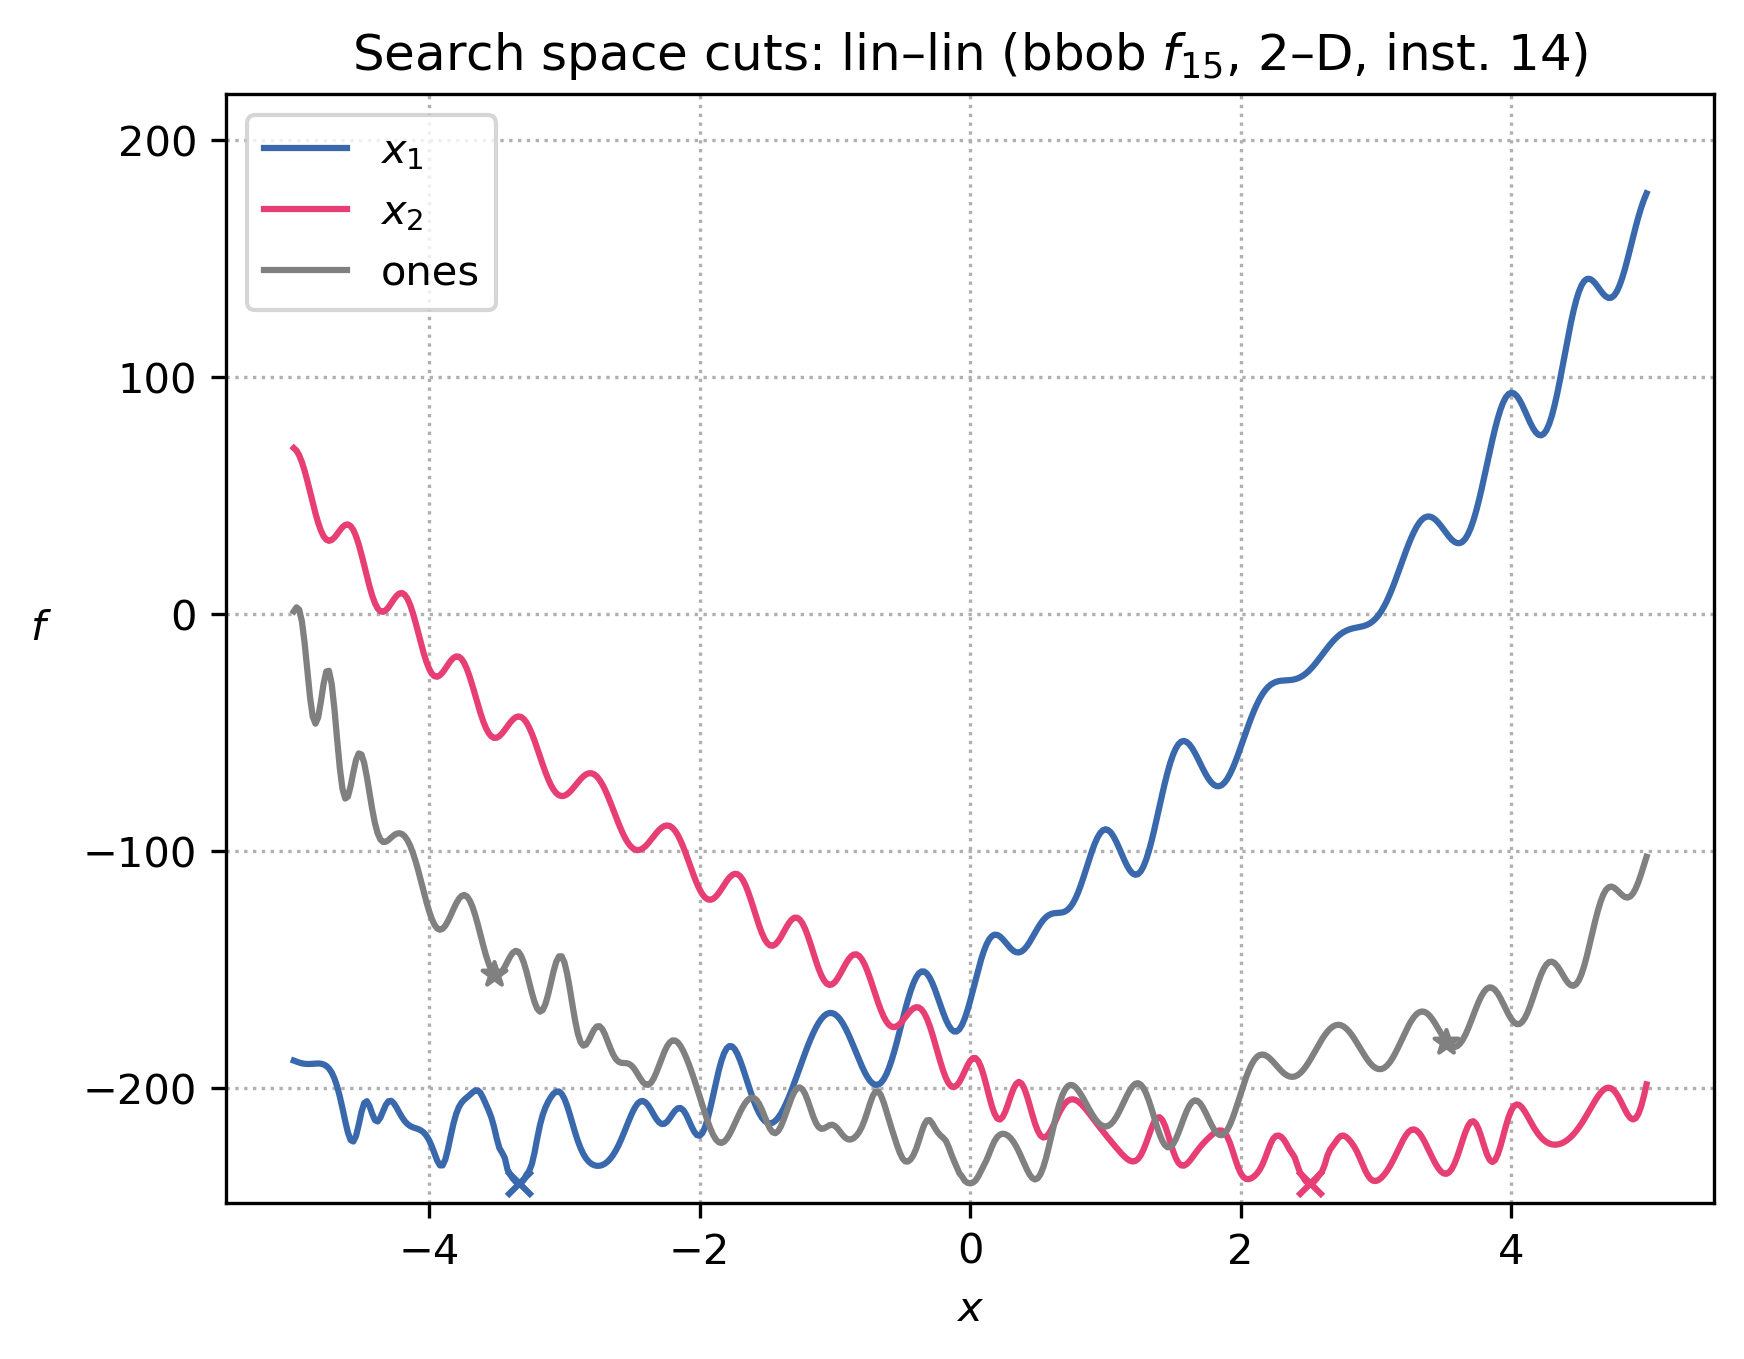 Search space cuts: lin–lin (bbob f₁₅, 2–D, inst. 14)
x₁
x₂
ones
200
100
0
−100
−200
f
−4
−2
0
2
4
x